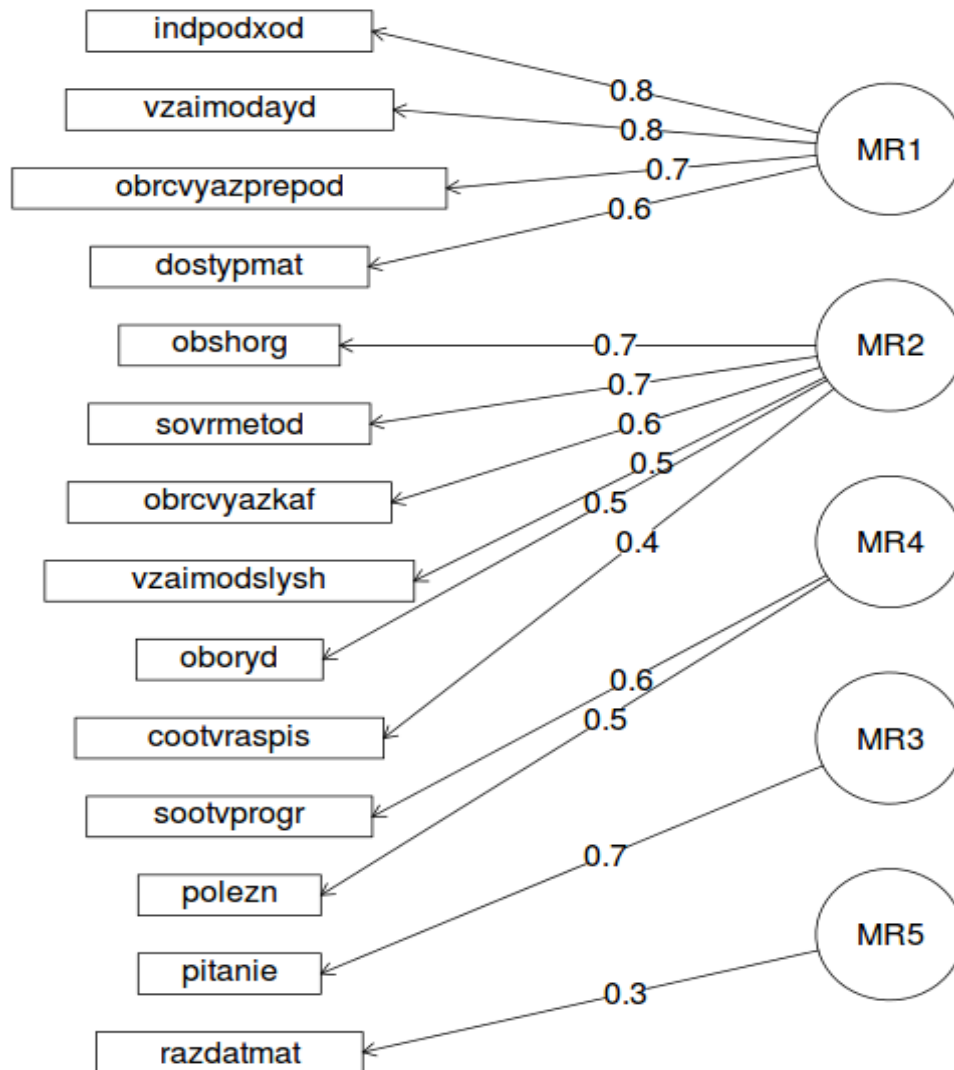 indpodxod
0.8
vzaimodayd
0.8
MR1
obrcvyazprepod
0.7
0.6
dostypmat
obshorg
0.7
MR2
0.7
sovrmetod
0.6
obrcvyazkaf
0.5
0.5
0.4
MR4
vzaimodslysh
oboryd
0.6
cootvraspis
0.5
MR3
sootvprogr
0.7
polezn
MR5
pitanie
0.3
razdatmat